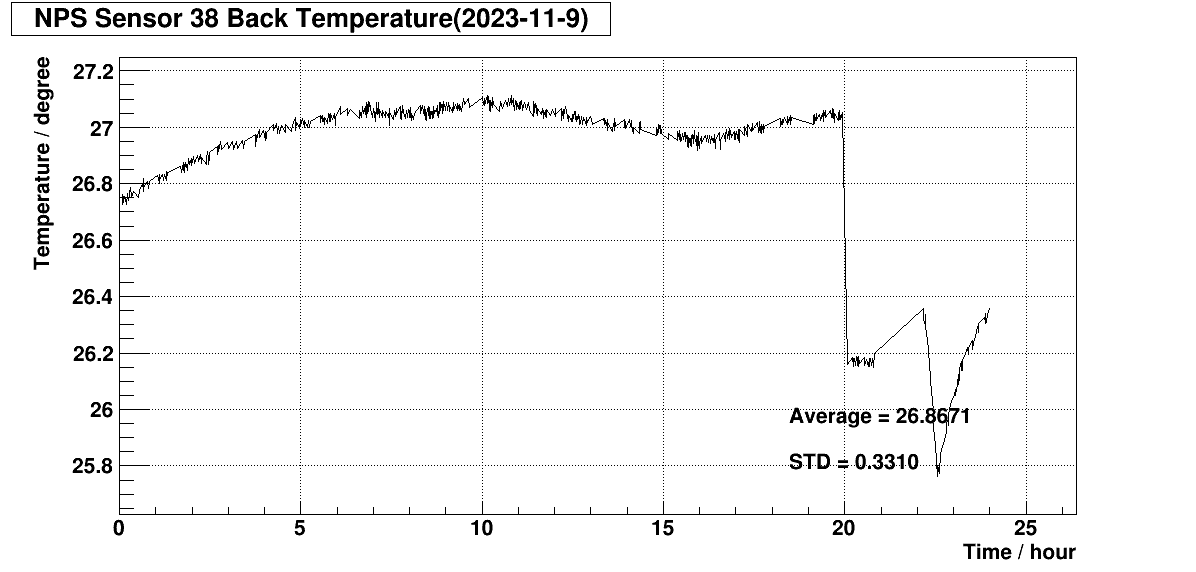 NPS Sensor 38 Back Temperature(2023-11-9)
Temperature / degree
27.2
27
26.8
26.6
26.4
26.2
26
25.8
Average = 26.8671
STD = 0.3310
0 5 10 15 20 25
Time / hour